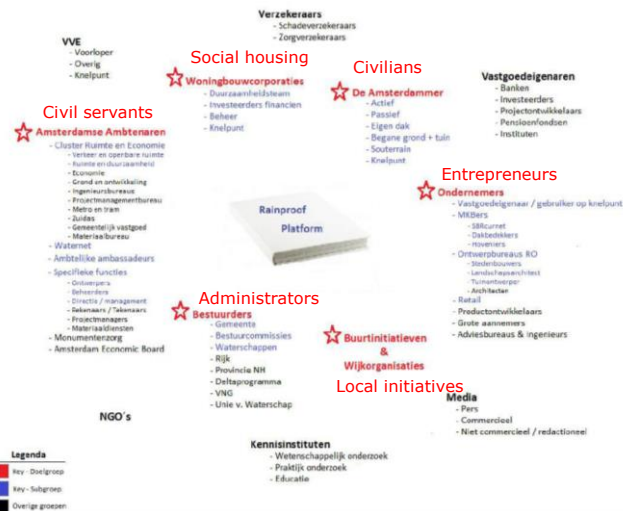 Verzekeraars
- Schadeverzekeraars
- Zorgverzekeraars
VVE
- Voorloper
- Overig
- Knelpunt
Social housing
Woningbouwcorporaties
- Duurzaamheidsteam
- Investeerders financien
- Beheer
- Knelpunt
Civilians
De Amsterdammer
- Actief
- Passief
- Eigen dak
- Begane grond + tuin
- Souterrain
- Knelpunt
Vastgoedeigenaren
- Banken
- Investeerders
- Projectontwikkelaars
- Pensioenfondsen
- Instituten
Civil servants
Amsterdamse Ambtenaren
- Cluster Ruimte en Economie
- Verkeer en openbare ruimte
- Ruimte en duurzaamheid
- Economie
- Grond en ontwikkeling
- Ingenieursbureaus
- Projectmanagementbureau
- Metro en tram
- Zuidas
- Gemeentelijk vastgoed
- Materiaalbureau
- Waternet
- Ambtelijke ambassadeurs
- Specifieke functies
- Ontwerpers
- Beheerders
- Directie / management
- Rekenaars / Tekenaars
- Projectmanagers
- Materiaaldiensten
- Monumentenzorg
- Amsterdam Economic Board
Rainproof
Platform
Entrepreneurs
Ondernemers
- Vastgoedeigenaar / gebruiker op knelpunt
- MKBers
- Dakbedekkers
- Hoveniers
- Ontwerpbureaus RO
- Stedenbouwers
- Landschapsarchitect
- Tuinontwerper
- Architecten
- Retail
- Productontwikkelaars
- Grote aannemers
- Adviesbureaus & Ingenieurs
Administrators
Bestuurders
- Gemeente
- Bestuurcommissies
- Waterschappen
- Rijk
- Provincie NH
- Deltaprogramma
- VNG
- Unie v. Waterschap
Buurtinitiatieven
&
Wijkorganisaties
Local initiatives
Media
- Pers
- Commercieel
- Niet commercieel / redactioneel
NGO's
Kennisinstituten
- Wetenschappelijk onderzoek
- Praktijk onderzoek
- Educatie
Legenda
Key - Doelgroep
Key - Subgroep
Overige groepen